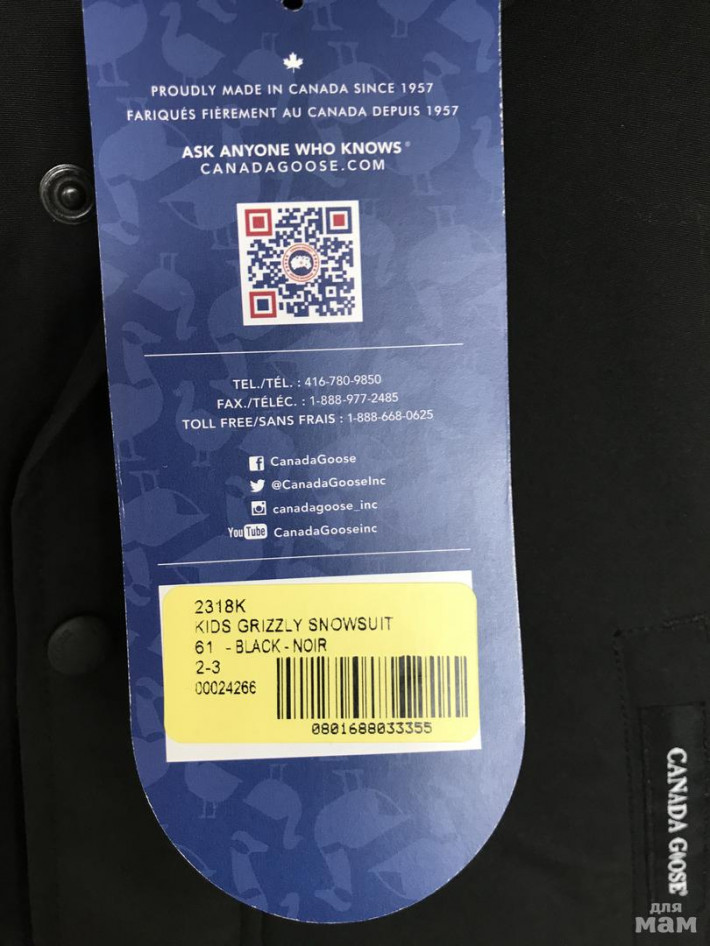 PROUDLY MADE IN CANADA SINCE 1957
FARIQUÉS FIÈREMENT AU CANADA DEPUIS 1957
ASK ANYONE WHO KNOWS®
CANADAGOOSE.COM
TEL./TÉL. : 416-780-9850
FAX./TÉLÉC. : 1-888-977-2485
TOLL FREE/SANS FRAIS : 1-888-668-0625
CanadaGoose
@CanadaGooseInc
canadagoose_inc
YouTube CanadaGooseinc
2318K
KIDS GRIZZLY SNOWSUIT
61 - BLACK - NOIR
2-3
00024266
0801688033355
CANADA GOOSE
для
мам